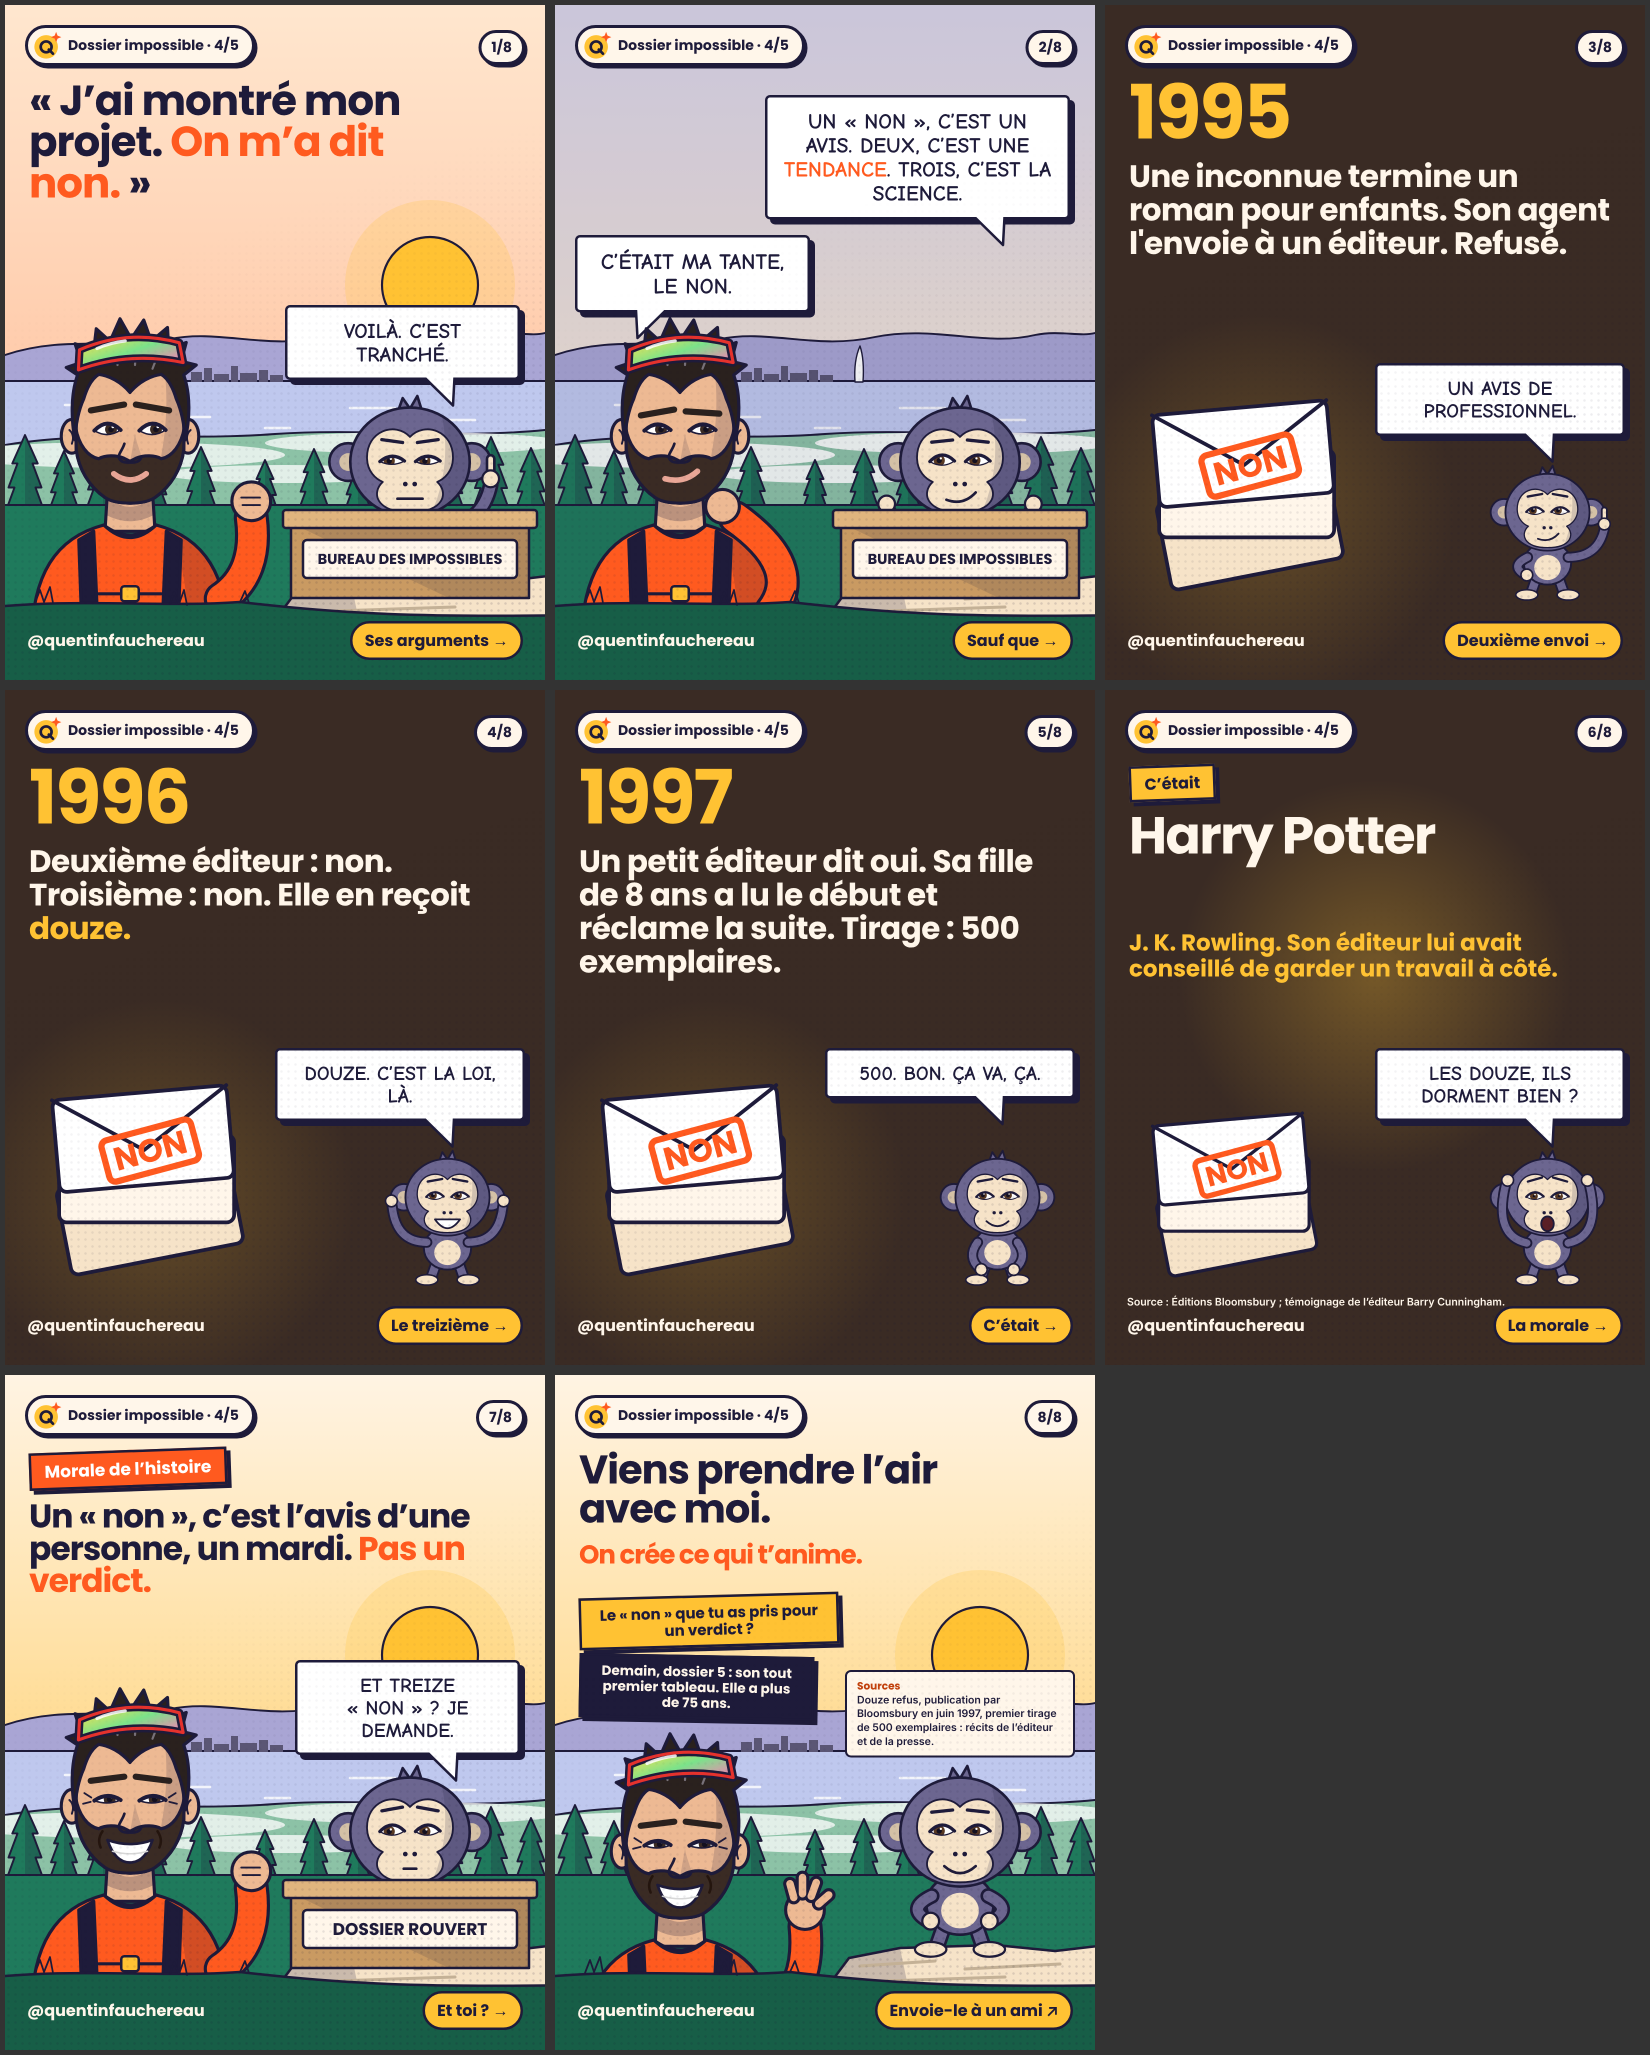 Q Dossier impossible · 4/5
1/8
« J’ai montré mon
projet. On m’a dit
non. »
VOILÀ. C’EST
TRANCHÉ.
BUREAU DES IMPOSSIBLES
@quentinfauchereau
Ses arguments →
Q Dossier impossible · 4/5
2/8
UN « NON », C’EST UN
AVIS. DEUX, C’EST UNE
TENDANCE. TROIS, C’EST LA
SCIENCE.
C’ÉTAIT MA TANTE,
LE NON.
BUREAU DES IMPOSSIBLES
@quentinfauchereau
Sauf que →
Q Dossier impossible · 4/5
3/8
1995
Une inconnue termine un
roman pour enfants. Son agent
l'envoie à un éditeur. Refusé.
UN AVIS DE
PROFESSIONNEL.
NON
@quentinfauchereau
Deuxième envoi →
Q Dossier impossible · 4/5
4/8
1996
Deuxième éditeur : non.
Troisième : non. Elle en reçoit
douze.
DOUZE. C’EST LA LOI,
LÀ.
NON
@quentinfauchereau
Le treizième →
Q Dossier impossible · 4/5
5/8
1997
Un petit éditeur dit oui. Sa fille
de 8 ans a lu le début et
réclame la suite. Tirage : 500
exemplaires.
500. BON. ÇA VA, ÇA.
NON
@quentinfauchereau
C’était →
Q Dossier impossible · 4/5
6/8
C’était
Harry Potter
J. K. Rowling. Son éditeur lui avait
conseillé de garder un travail à côté.
LES DOUZE, ILS
DORMENT BIEN ?
NON
Source : Éditions Bloomsbury ; témoignage de l’éditeur Barry Cunningham.
@quentinfauchereau
La morale →
Q Dossier impossible · 4/5
7/8
Morale de l’histoire
Un « non », c’est l’avis d’une
personne, un mardi. Pas un
verdict.
ET TREIZE
« NON » ? JE
DEMANDE.
DOSSIER ROUVERT
@quentinfauchereau
Et toi ? →
Q Dossier impossible · 4/5
8/8
Viens prendre l’air
avec moi.
On crée ce qui t’anime.
Le « non » que tu as pris pour
un verdict ?
Demain, dossier 5 : son tout
premier tableau. Elle a plus
de 75 ans.
Sources
Douze refus, publication par
Bloomsbury en juin 1997, premier tirage
de 500 exemplaires : récits de l’éditeur
et de la presse.
@quentinfauchereau
Envoie-le à un ami ↗